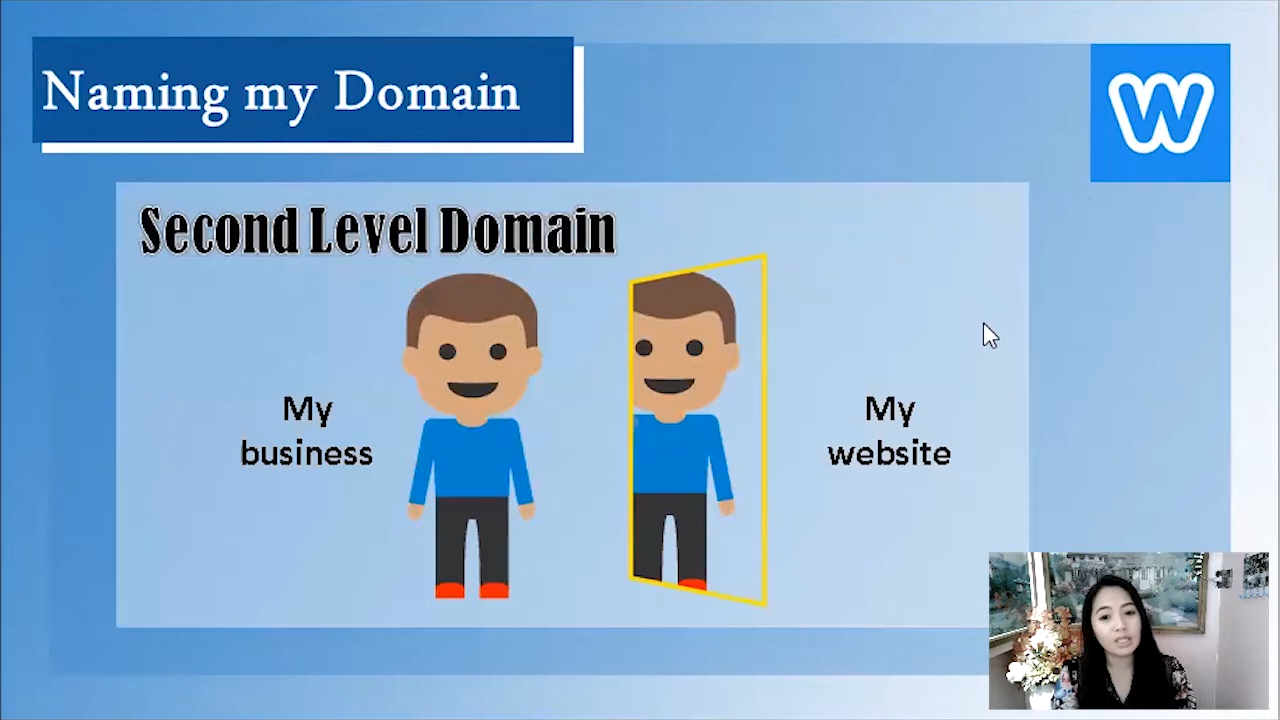 Naming my Domain
W
Second Level Domain
My
business
My
website